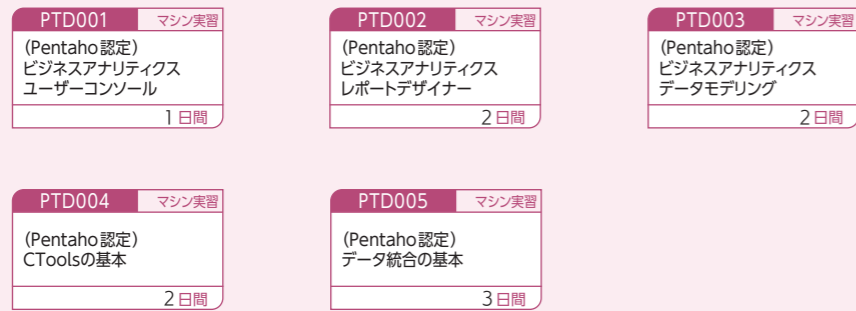 PTD001 マシン実習
(Pentaho認定)
ビジネスアナリティクス
ユーザーコンソール
1日間
PTD002 マシン実習
(Pentaho認定)
ビジネスアナリティクス
レポートデザイナー
2日間
PTD003 マシン実習
(Pentaho認定)
ビジネスアナリティクス
データモデリング
2日間
PTD004 マシン実習
(Pentaho認定)
CToolsの基本
2日間
PTD005 マシン実習
(Pentaho認定)
データ統合の基本
3日間